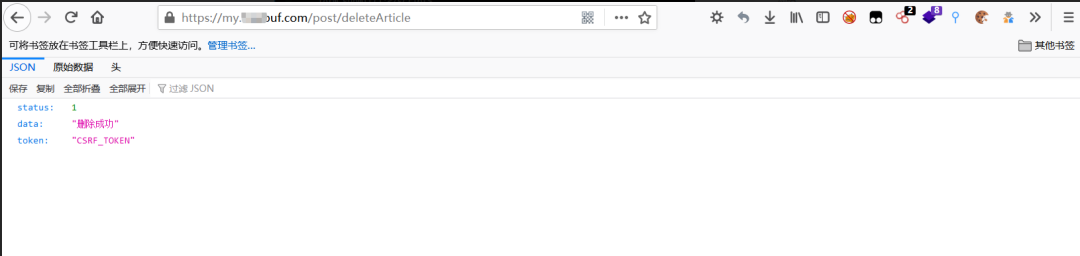 https://my.buf.com/post/deleteArticle
2
8
可将书签放在书签工具栏上，方便快速访问。管理书签…
其他书签
JSON 原始数据 头
保存 复制 全部折叠 全部展开 过滤 JSON
status: 1
data: "删除成功"
token: "CSRF_TOKEN"